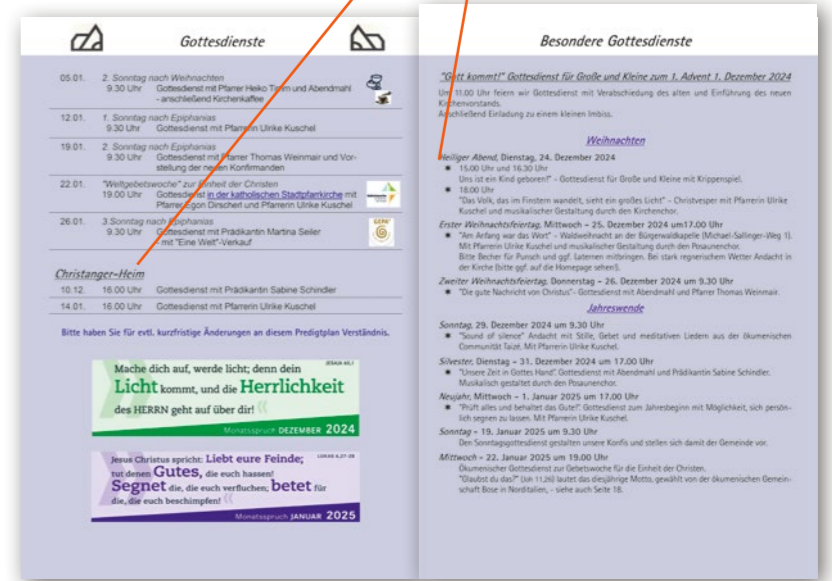 Gottesdienste
05.01. 2. Sonntag nach Weihnachten
9.30 Uhr Gottesdienst mit Pfarrer Heiko Timm und Abendmahl
- anschließend Kirchenkaffee
12.01. 1. Sonntag nach Epiphanias
9.30 Uhr Gottesdienst mit Pfarrerin Ulrike Kuschel
19.01. 2. Sonntag nach Epiphanias
9.30 Uhr Gottesdienst mit Pfarrer Thomas Weinmair und Vor-
stellung der neuen Konfirmanden
22.01. "Weltgebetswoche" zur Einheit der Christen
19.00 Uhr Gottesdienst in der katholischen Stadtpfarrkirche mit
Pfarrer Egon Dirscherl und Pfarrerin Ulrike Kuschel
26.01. 3.Sonntag nach Epiphanias
9.30 Uhr Gottesdienst mit Prädikantin Martina Seiler
- mit "Eine Welt"-Verkauf
GEPA
Christanger-Heim
10.12. 16.00 Uhr Gottesdienst mit Prädikantin Sabine Schindler
14.01. 16.00 Uhr Gottesdienst mit Pfarrerin Ulrike Kuschel
Bitte haben Sie für evtl. kurzfristige Änderungen an diesem Predigtplan Verständnis.
JESAJA 60,1
Mache dich auf, werde licht; denn dein
Licht kommt, und die Herrlichkeit
des HERRN geht auf über dir!
Monatsspruch DEZEMBER 2024
LUKAS 6,27-28
Jesus Christus spricht: Liebt eure Feinde;
tut denen Gutes, die euch hassen!
Segnet die, die euch verfluchen; betet für
die, die euch beschimpfen!
Monatsspruch JANUAR 2025
Besondere Gottesdienste
"Gott kommt!" Gottesdienst für Große und Kleine zum 1. Advent 1. Dezember 2024
Um 11.00 Uhr feiern wir Gottesdienst mit Verabschiedung des alten und Einführung des neuen
Kirchenvorstands.
Anschließend Einladung zu einem kleinen Imbiss.
Weihnachten
Heiliger Abend, Dienstag, 24. Dezember 2024
* 15.00 Uhr und 16.30 Uhr
Uns ist ein Kind geboren!" - Gottesdienst für Große und Kleine mit Krippenspiel.
* 18.00 Uhr
"Das Volk, das im Finstern wandelt, sieht ein großes Licht" - Christvesper mit Pfarrerin Ulrike
Kuschel und musikalischer Gestaltung durch den Kirchenchor.
Erster Weihnachtsfeiertag, Mittwoch – 25. Dezember 2024 um17.00 Uhr
* "Am Anfang war das Wort" - Waldweihnacht an der Bürgerwaldkapelle (Michael-Sallinger-Weg 1).
Mit Pfarrerin Ulrike Kuschel und musikalischer Gestaltung durch den Posaunenchor.
Bitte Becher für Punsch und ggf. Laternen mitbringen. Bei stark regnerischem Wetter Andacht in
der Kirche (bitte ggf. auf die Homepage sehen!).
Zweiter Weihnachtsfeiertag, Donnerstag – 26. Dezember 2024 um 9.30 Uhr
* "Die gute Nachricht von Christus"- Gottesdienst mit Abendmahl und Pfarrer Thomas Weinmair.
Jahreswende
Sonntag, 29. Dezember 2024 um 9.30 Uhr
* "Sound of silence" Andacht mit Stille, Gebet und meditativen Liedern aus der ökumenischen
Communität Taizé. Mit Pfarrerin Ulrike Kuschel.
Silvester, Dienstag – 31. Dezember 2024 um 17.00 Uhr
* "Unsere Zeit in Gottes Hand". Gottesdienst mit Abendmahl und Prädikantin Sabine Schindler.
Musikalisch gestaltet durch den Posaunenchor.
Neujahr, Mittwoch – 1. Januar 2025 um 17.00 Uhr
* "Prüft alles und behaltet das Gute!". Gottesdienst zum Jahresbeginn mit Möglichkeit, sich persön-
lich segnen zu lassen. Mit Pfarrerin Ulrike Kuschel.
Sonntag – 19. Januar 2025 um 9.30 Uhr
Den Sonntagsgottesdienst gestalten unsere Konfis und stellen sich damit der Gemeinde vor.
Mittwoch – 22. Januar 2025 um 19.00 Uhr
Ökumenischer Gottesdienst zur Gebetswoche für die Einheit der Christen.
"Glaubst du das?" (Joh 11,26) lautet das diesjährige Motto, gewählt von der ökumenischen Gemein-
schaft Bose in Norditalien, - siehe auch Seite 18.